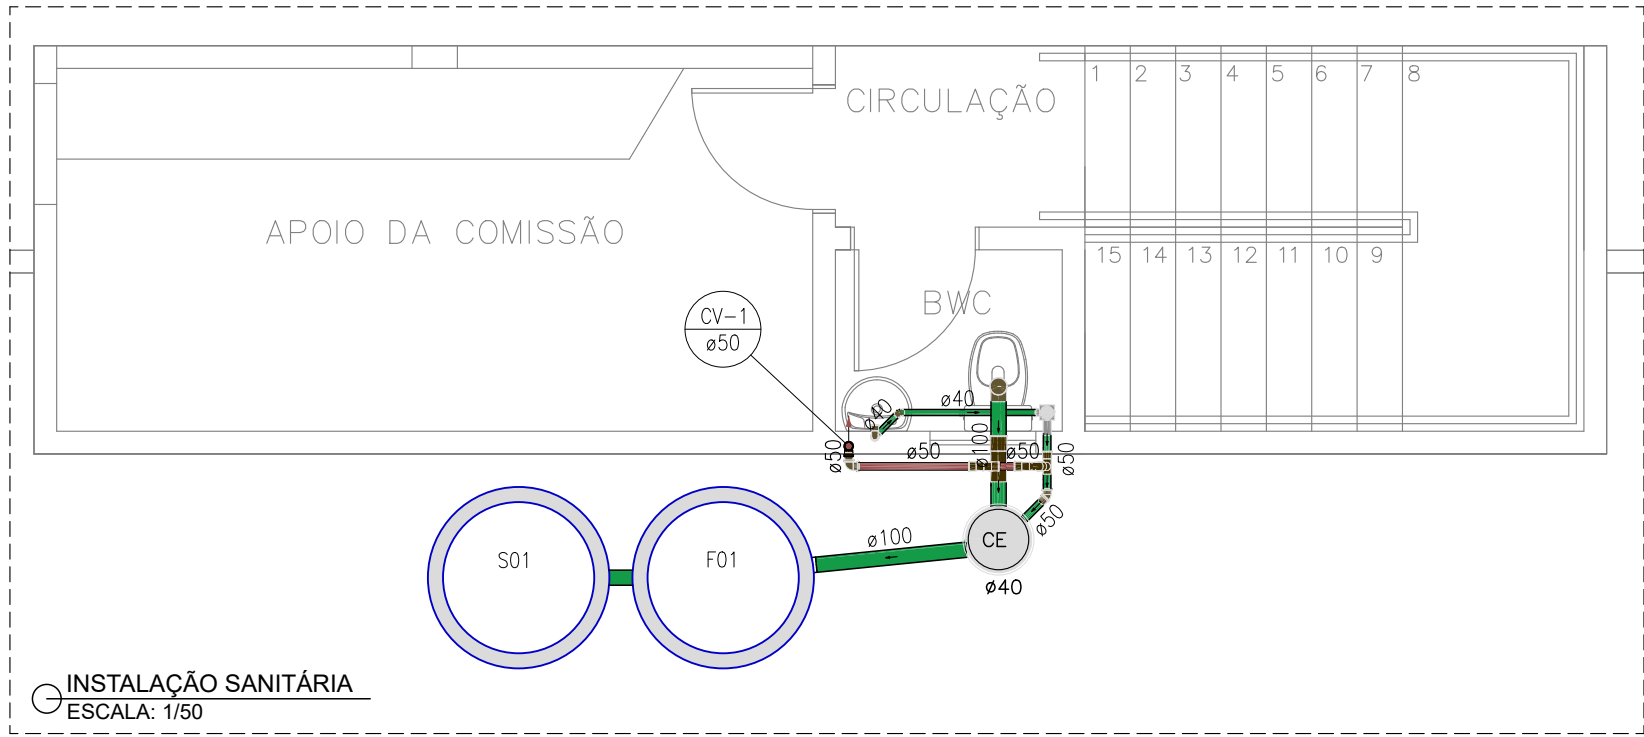 CIRCULAÇÃO
1 2 3 4 5 6 7 8
APOIO DA COMISSÃO
15 14 13 12 11 10 9
BWC
CV-1
ø50
ø40
ø40
ø100
ø50
ø50
ø50
ø50
ø50
CE
ø40
ø100
S01
F01
INSTALAÇÃO SANITÁRIA
ESCALA: 1/50